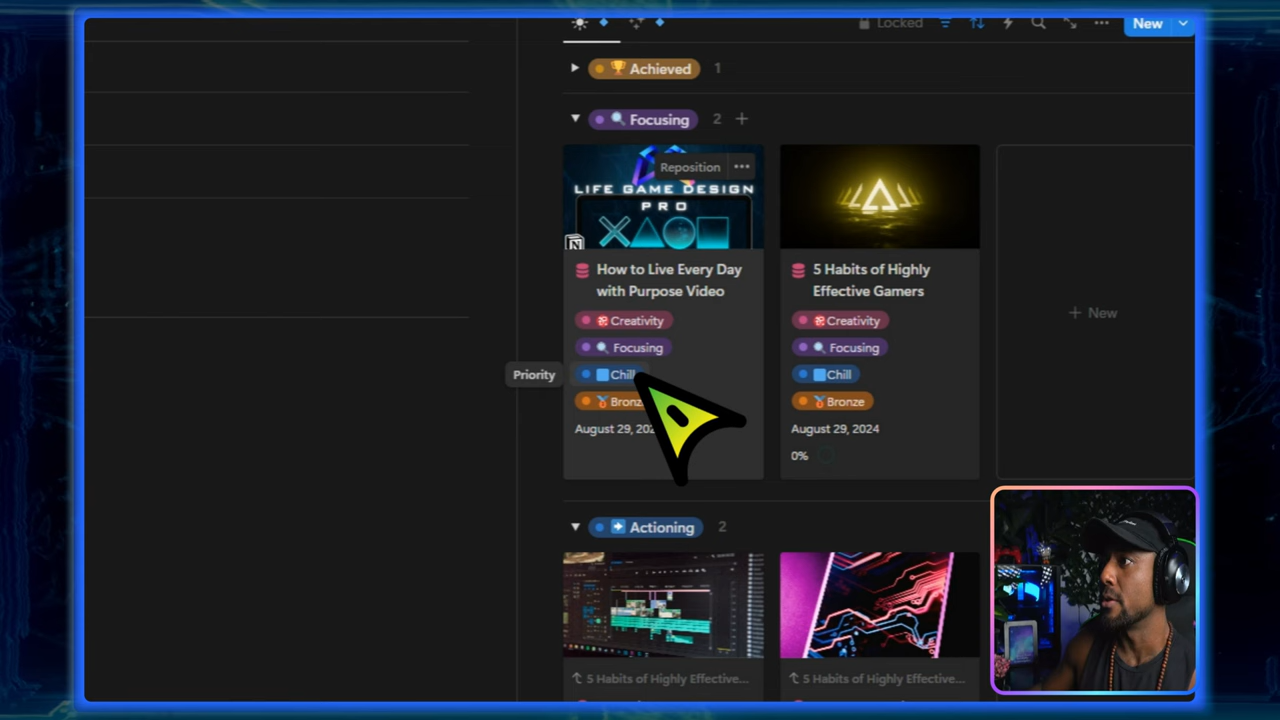 Locked
New
Achieved 1
Focusing 2
Reposition
LIFE GAME DESIGN
PRO
How to Live Every Day
with Purpose Video
Creativity
Focusing
Priority
Chill
August 29,
5 Habits of Highly
Effective Gamers
Creativity
Focusing
Chill
Bronze
August 29, 2024
0%
+ New
Actioning 2
5 Habits of Highly Effective...
5 Habits of Highly Effective...